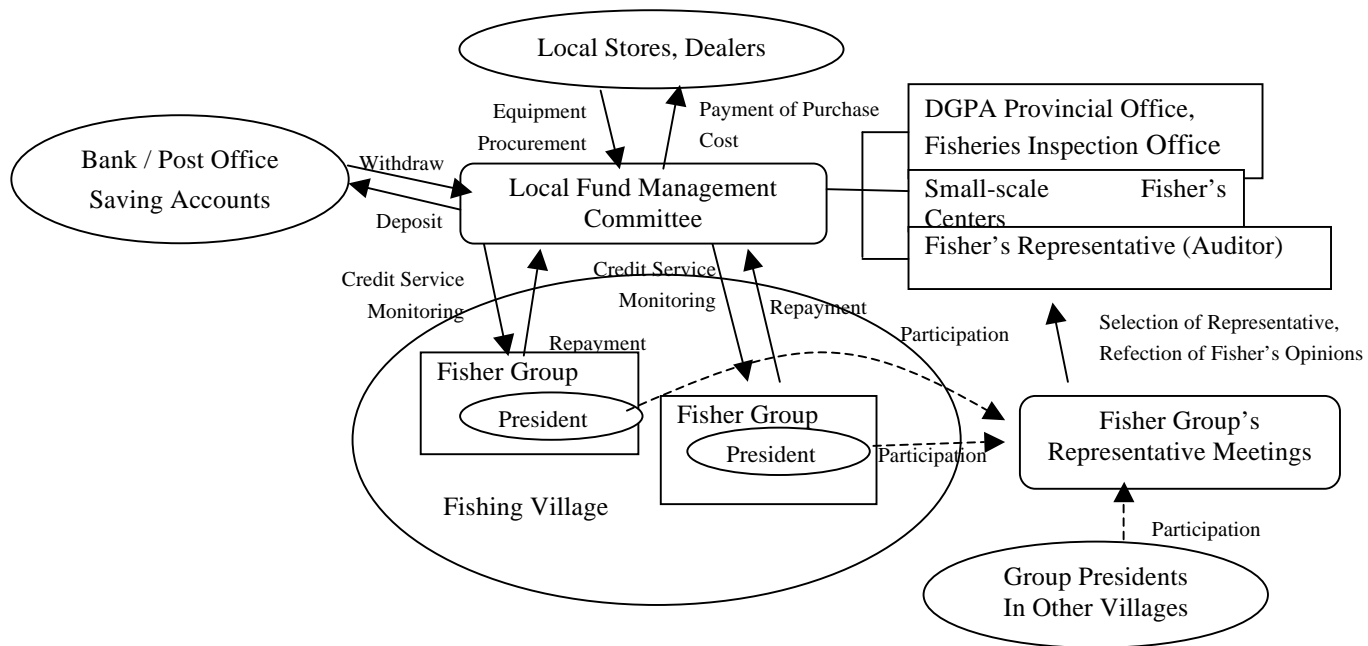 Local Stores, Dealers
Equipment
Procurement
Payment of Purchase
Cost
DGPA Provincial Office,
Fisheries Inspection Office
Bank / Post Office
Saving Accounts
Withdraw
Deposit
Local Fund Management
Committee
Small-scale Fisher's
Centers
Fisher's Representative (Auditor)
Credit Service
Monitoring
Repayment
Credit Service
Monitoring
Repayment
Participation
Selection of Representative,
Refection of Fisher's Opinions
Fisher Group
President
Fisher Group
President
Participation
Fisher Group's
Representative Meetings
Fishing Village
Participation
Group Presidents
In Other Villages